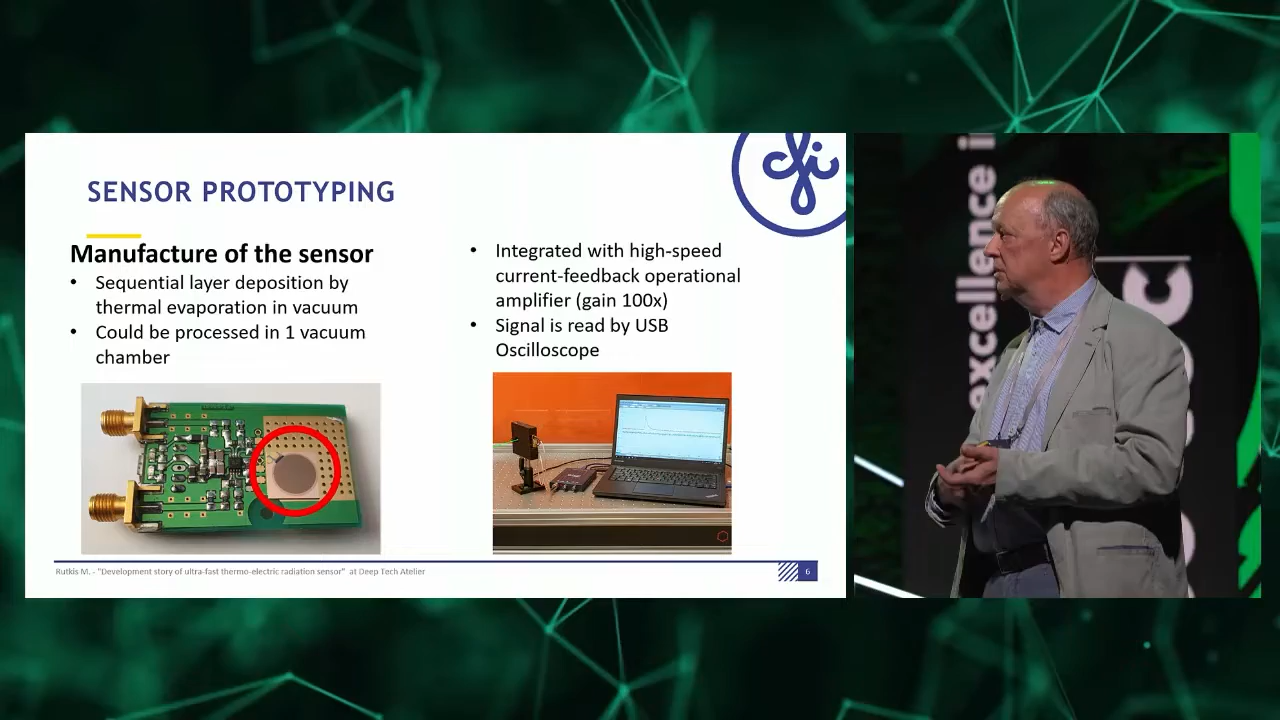 SENSOR PROTOTYPING
Manufacture of the sensor
• Sequential layer deposition by
thermal evaporation in vacuum
• Could be processed in 1 vacuum
chamber
• Integrated with high-speed
current-feedback operational
amplifier (gain 100x)
• Signal is read by USB
Oscilloscope
Rutkis M. - "Development story of ultra-fast thermo-electric radiation sensor" at Deep Tech Atelier
6
excellence i